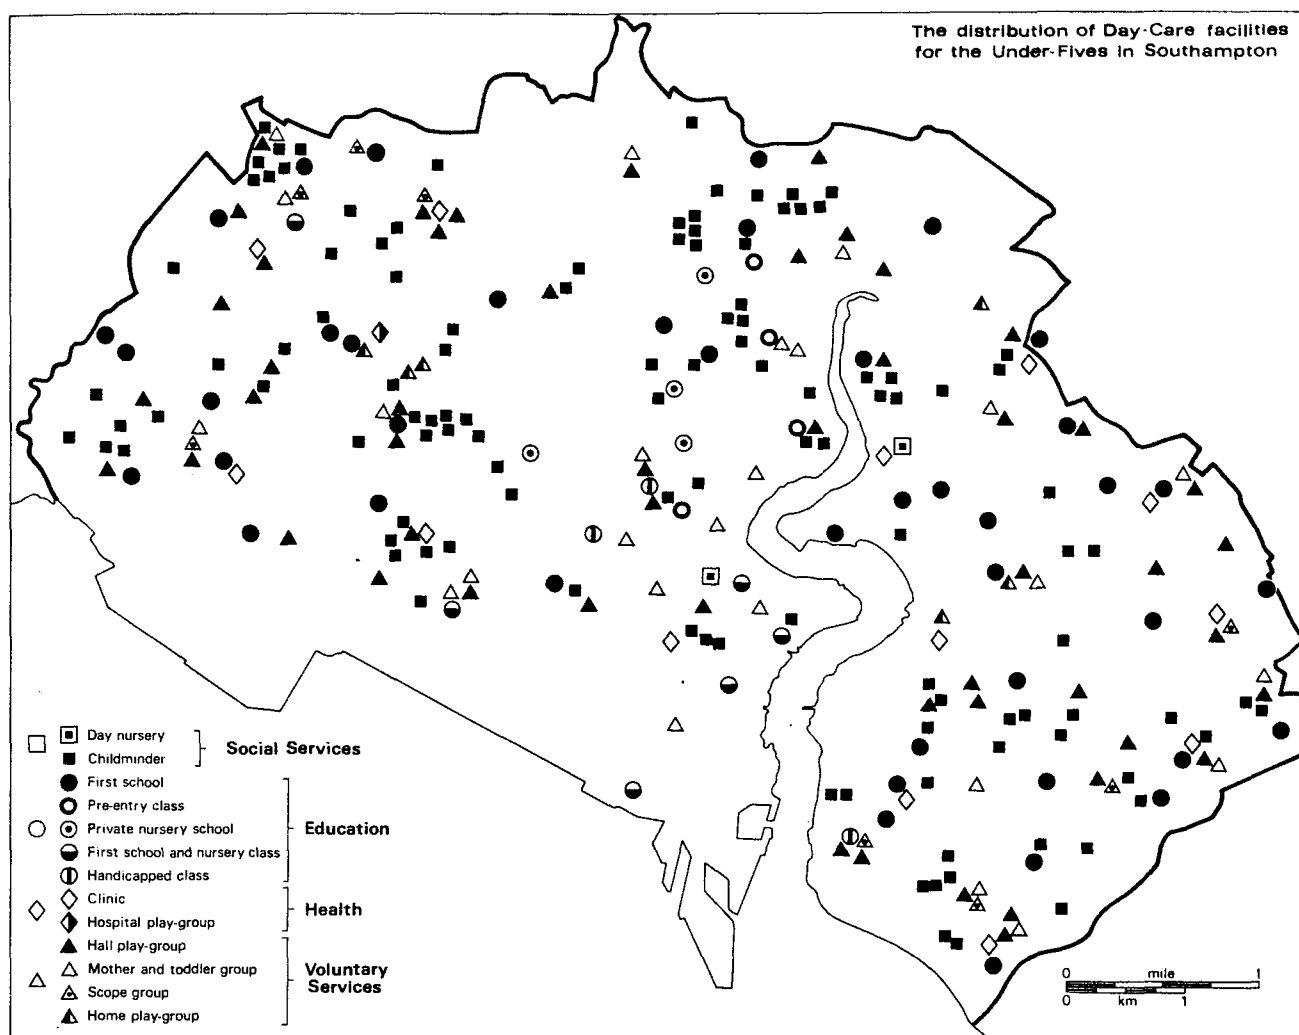 The distribution of Day-Care facilities
for the Under-Fives in Southampton
Day nursery
Childminder
Social Services
First school
Pre-entry class
Private nursery school
First school and nursery class
Handicapped class
Education
Clinic
Hospital play-group
Health
Hall play-group
Mother and toddler group
Scope group
Home play-group
Voluntary
Services
0 mile 1
0 km 1